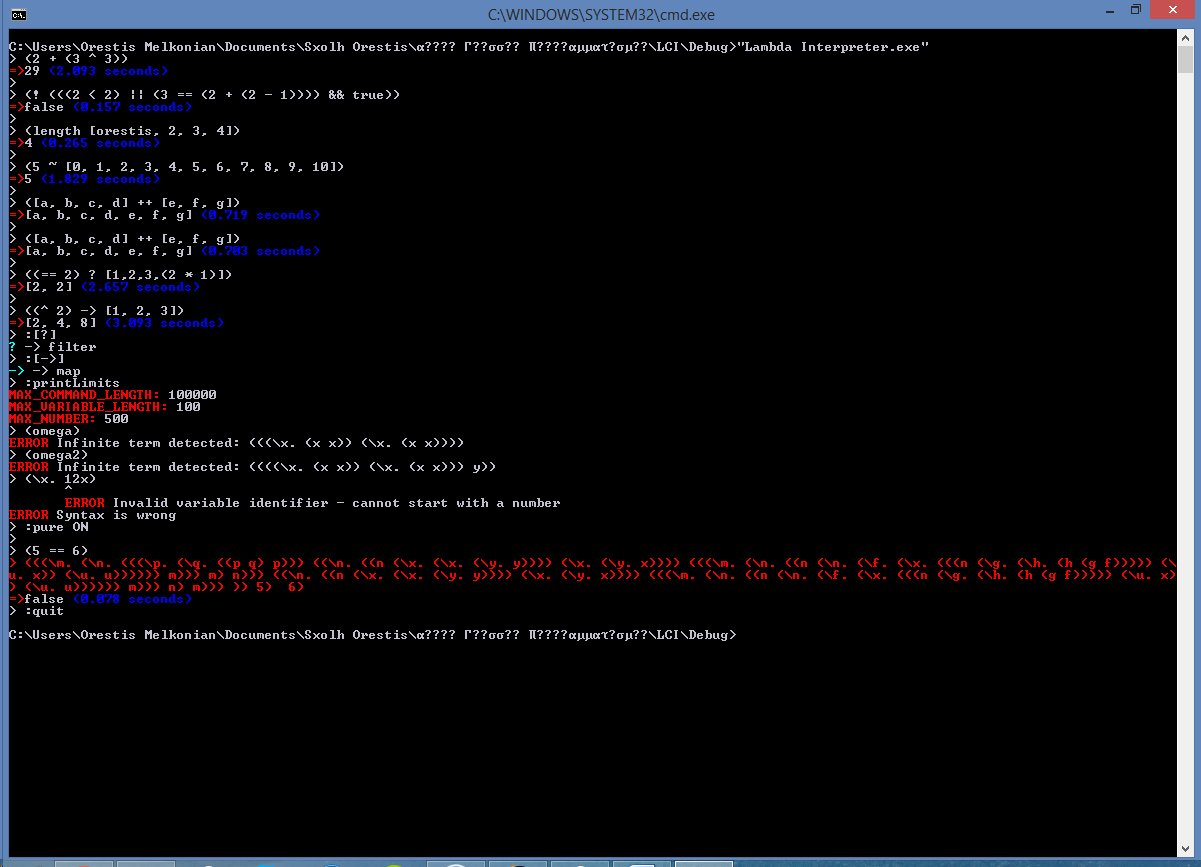 C:\WINDOWS\SYSTEM32\cmd.exe
C:\Users\Orestis Melkonian\Documents\Sxolh Orestis\α???? Γ??σσ?? Π????αμματ?σμ??\LCI\Debug>"Lambda Interpreter.exe"
> (2 + (3 ^ 3))
=>29 <2.093 seconds>
>
> (! (((2 < 2) || (3 == (2 + (2 - 1)))) && true))
=>false <0.157 seconds>
>
> (length [orestis, 2, 3, 4])
=>4 <0.265 seconds>
>
> (5 ~ [0, 1, 2, 3, 4, 5, 6, 7, 8, 9, 10])
=>5 <1.829 seconds>
>
> ([a, b, c, d] ++ [e, f, g])
=>[a, b, c, d, e, f, g] <0.719 seconds>
>
> ([a, b, c, d] ++ [e, f, g])
=>[a, b, c, d, e, f, g] <0.703 seconds>
>
> ((== 2) ? [1,2,3,(2 * 1)])
=>[2, 2] <2.657 seconds>
>
> ((^ 2) -> [1, 2, 3])
=>[2, 4, 8] <3.093 seconds>
> :[?]
? -> filter
> :[->]
-> -> map
> :printLimits
MAX_COMMAND_LENGTH: 100000
MAX_VARIABLE_LENGTH: 100
MAX_NUMBER: 500
> (omega)
ERROR Infinite term detected: (((\x. (x x)) (\x. (x x))))
> (omega2)
ERROR Infinite term detected: ((((\x. (x x)) (\x. (x x))) y))
> (\x. 12x)
^
ERROR Invalid variable identifier - cannot start with a number
ERROR Syntax is wrong
> :pure ON
>
> (5 == 6)
> (((\m. (\n. (((\p. (\q. ((p q) p))) ((\n. ((n (\x. (\x. (\y. y)))) (\x. (\y. x)))) (((\m. (\n. ((n (\n. (\f. (\x. (((n (\g. (\h. (h (g f))))) (\
u. x)) (\u. u)))))) m))) m) n))) ((\n. ((n (\x. (\x. (\y. y)))) (\x. (\y. x)))) (((\m. (\n. ((n (\n. (\f. (\x. (((n (\g. (\h. (h (g f))))) (\u. x)
) (\u. u)))))) m))) n) m))) )) 5)  6)
=>false <0.078 seconds>
> :quit
C:\Users\Orestis Melkonian\Documents\Sxolh Orestis\α???? Γ??σσ?? Π????αμματ?σμ??\LCI\Debug>